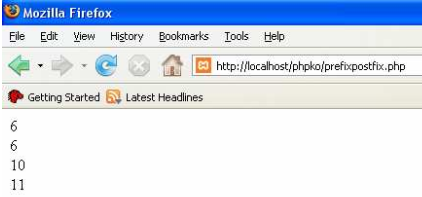 Mozilla Firefox
File Edit View History Bookmarks Tools Help
http://localhost/phpko/prefixpostfix.php
Getting Started Latest Headlines
6
6
10
11